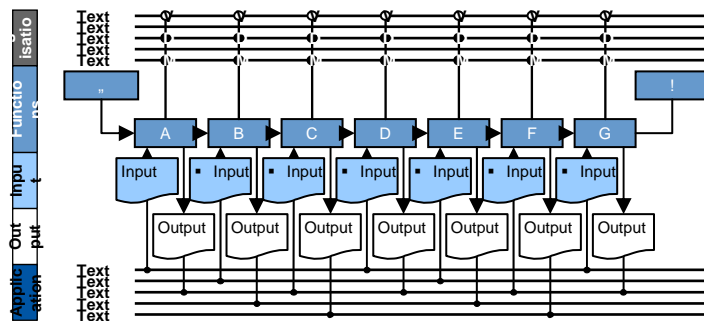 Text
Text
Text
Text
Text
isatio
Functio
ns
„
!
A B C D E F G
Inpu
t
Input ▪ Input ▪ Input ▪ Input ▪ Input ▪ Input ▪ Input
Out
put
Output Output Output Output Output Output Output
Applic
ation
Text
Text
Text
Text
Text